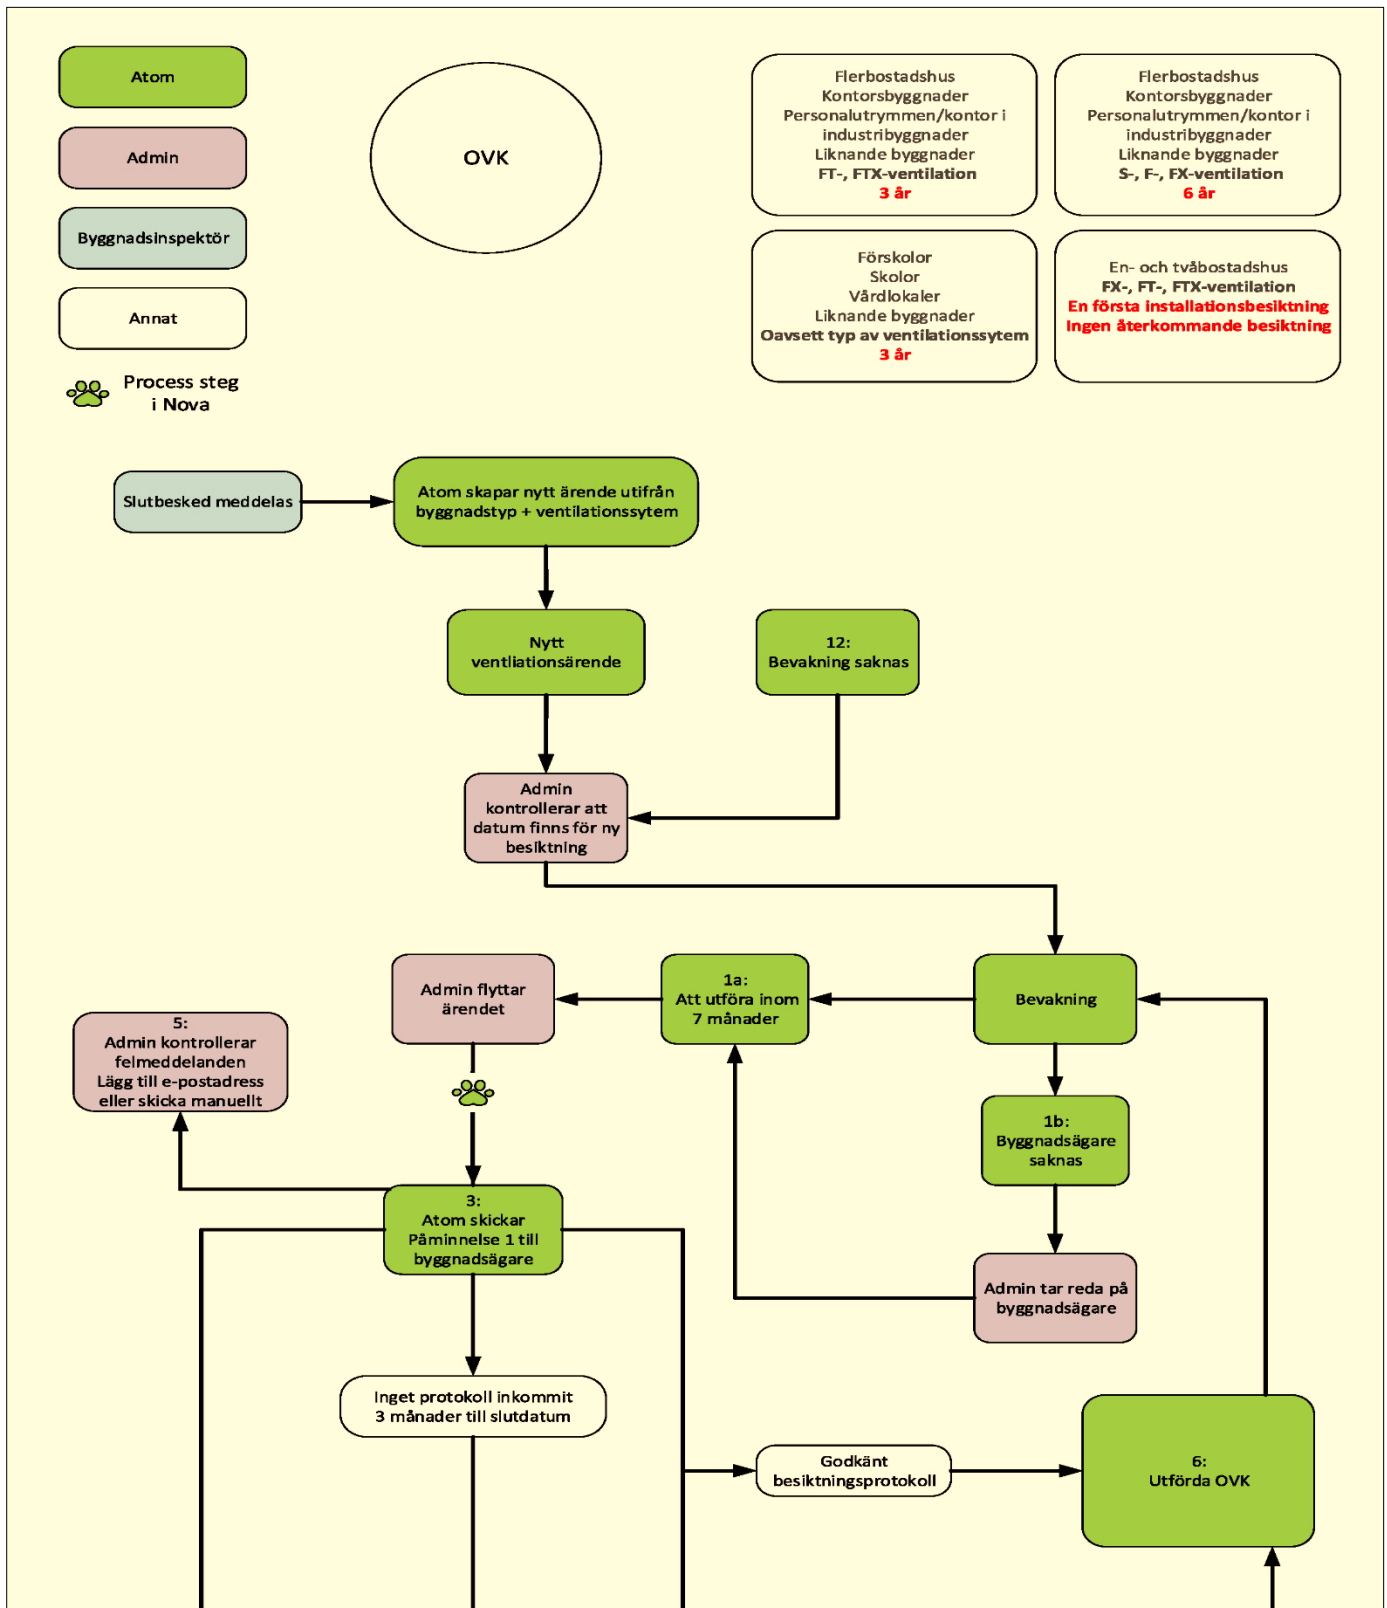 Atom
Admin
Byggnadsinspektör
Annat
Process steg
i Nova
OVK
Flerbostadshus
Kontorsbyggnader
Personalutrymmen/kontor i
industribyggnader
Liknande byggnader
FT-, FTX-ventilation
3 år
Flerbostadshus
Kontorsbyggnader
Personalutrymmen/kontor i
industribyggnader
Liknande byggnader
S-, F-, FX-ventilation
6 år
Förskolor
Skolor
Vårdlokaler
Liknande byggnader
Oavsett typ av ventilationssytem
3 år
En- och tvåbostadshus
FX-, FT-, FTX-ventilation
En första installationsbesiktning
Ingen återkommande besiktning
Slutbesked meddelas
Atom skapar nytt ärende utifrån
byggnadstyp + ventilationssytem
Nytt
ventliationsärende
12:
Bevakning saknas
Admin
kontrollerar att
datum finns för ny
besiktning
Admin flyttar
ärendet
1a:
Att utföra inom
7 månader
Bevakning
5:
Admin kontrollerar
felmeddelanden
Lägg till e-postadress
eller skicka manuellt
1b:
Byggnadsägare
saknas
3:
Atom skickar
Påminnelse 1 till
byggnadsägare
Admin tar reda på
byggnadsägare
Inget protokoll inkommit
3 månader till slutdatum
Godkänt
besiktningsprotokoll
6:
Utförda OVK